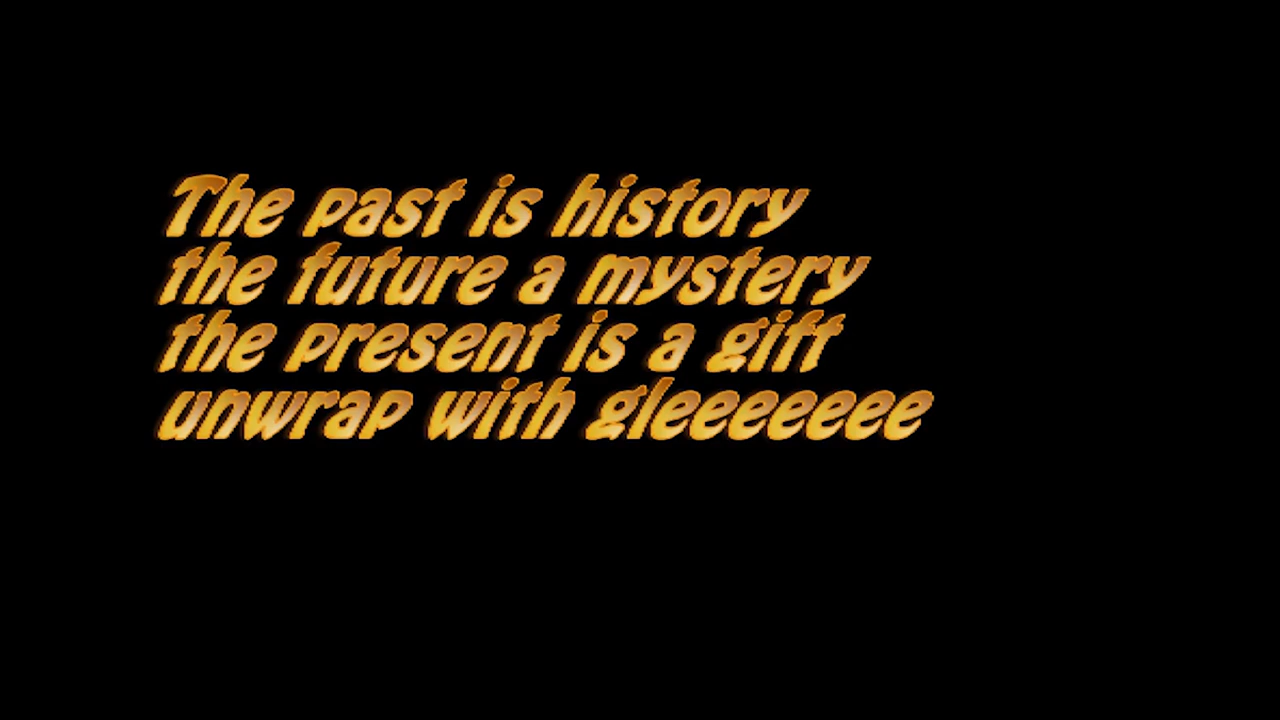 The past is history
the future a mystery
the present is a gift
unwrap with gleeeeeee